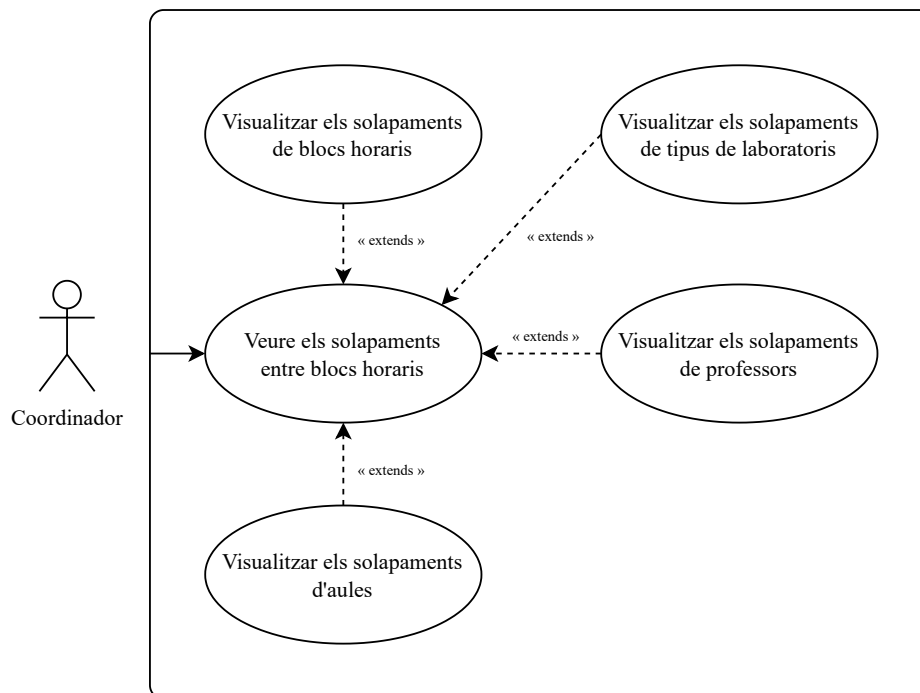 Visualitzar els solapaments
de blocs horaris
Visualitzar els solapaments
de tipus de laboratoris
« extends »
« extends »
Veure els solapaments
entre blocs horaris
« extends »
Visualitzar els solapaments
de professors
Coordinador
« extends »
Visualitzar els solapaments
d'aules